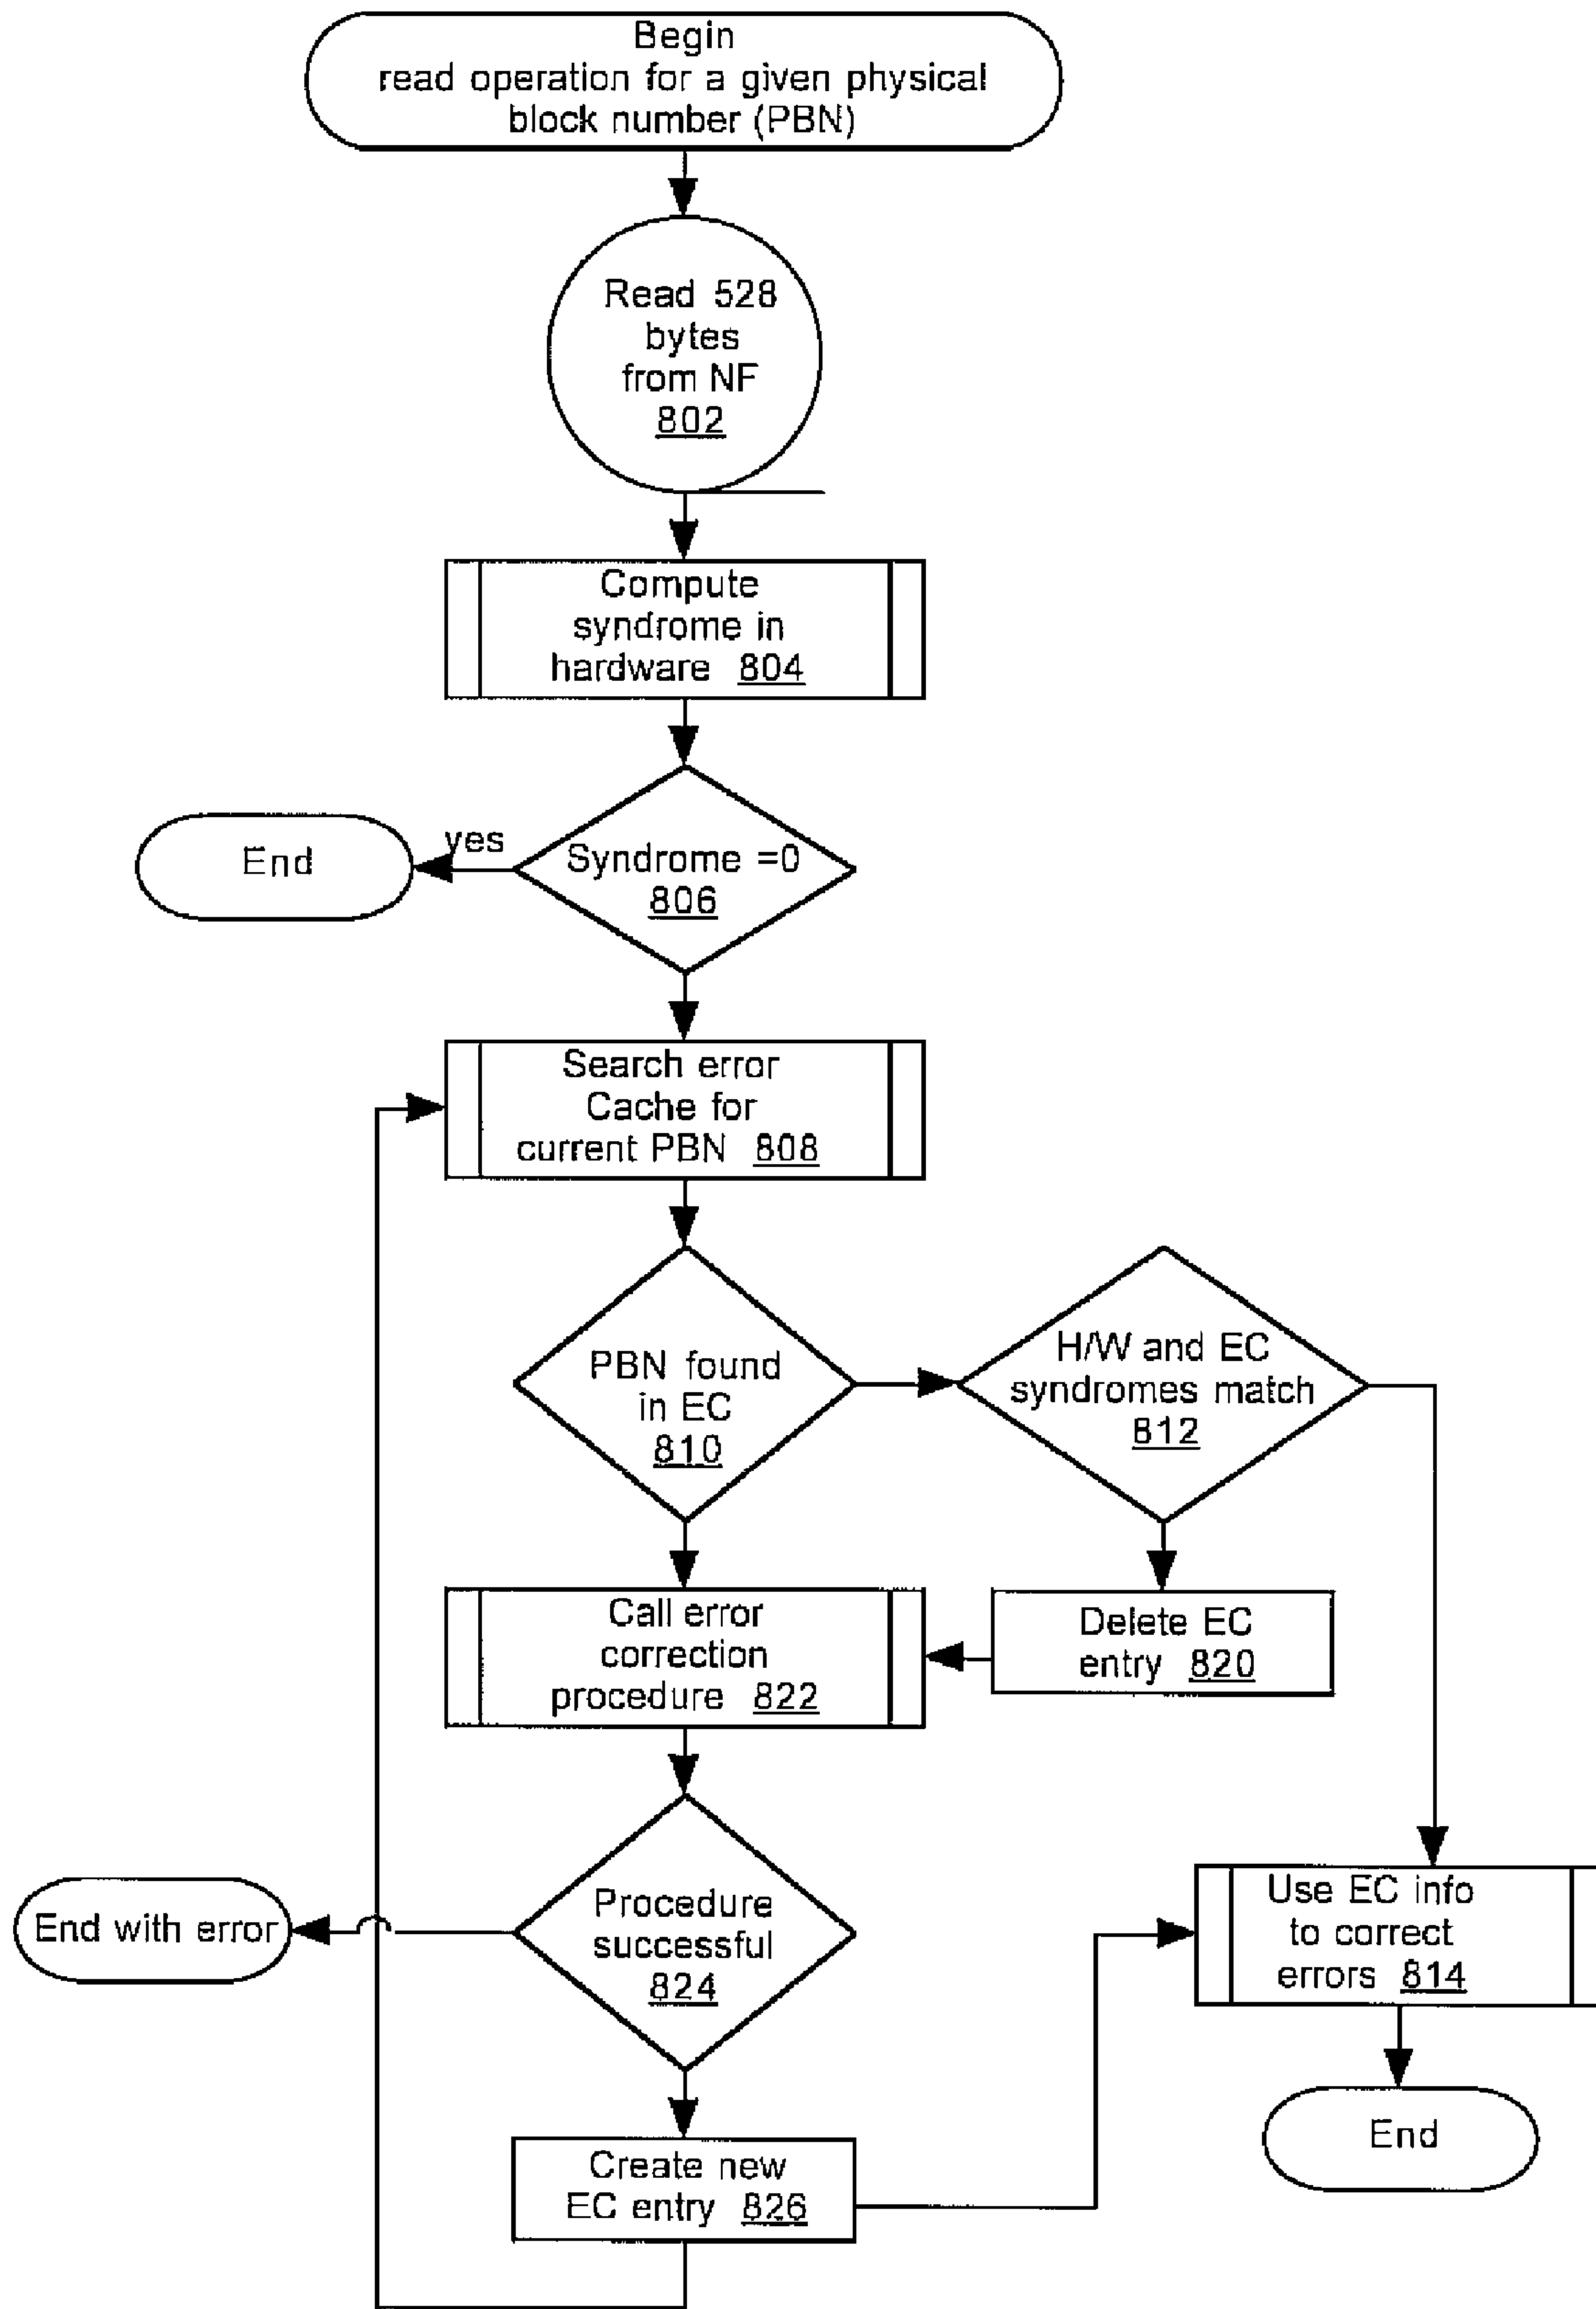 Begin
read operation for a given physical
block number (PBN)
Read 528
bytes
from NF
802
Compute
syndrome in
hardware 804
yes
End
Syndrome =0
806
Search error
Cache for
current PBN 808
PBN found
in EC
810
H/W and EC
syndromes match
812
Call error
correction
procedure 822
Delete EC
entry 820
End with error
Procedure
successful
824
Use EC info
to correct
errors 814
End
Create new
EC entry 826